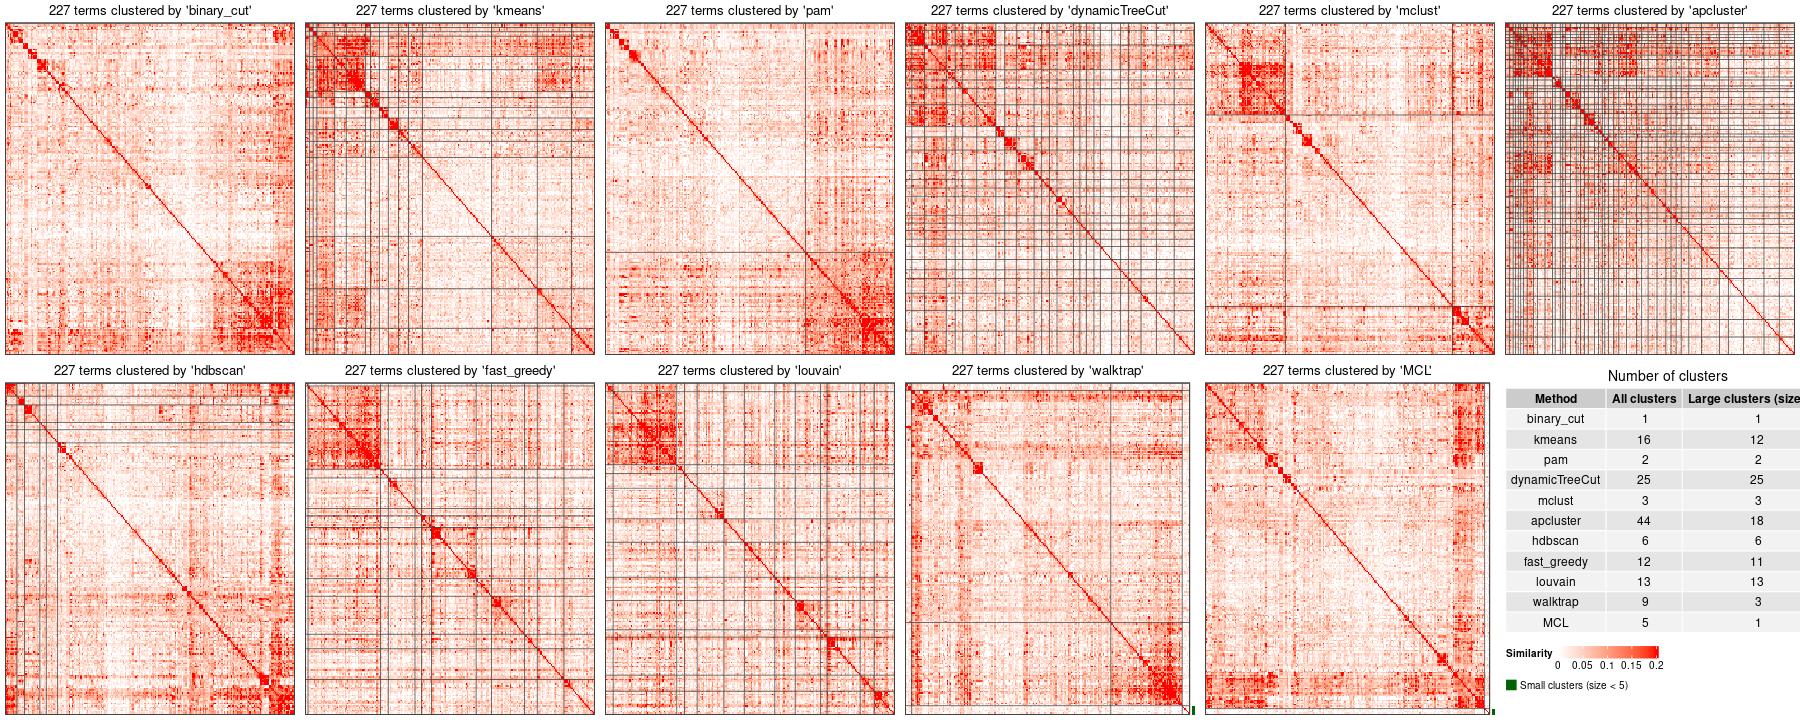 227 terms clustered by 'binary_cut'
227 terms clustered by 'kmeans'
227 terms clustered by 'pam'
227 terms clustered by 'dynamicTreeCut'
227 terms clustered by 'mclust'
227 terms clustered by 'apcluster'
227 terms clustered by 'hdbscan'
227 terms clustered by 'fast_greedy'
227 terms clustered by 'louvain'
227 terms clustered by 'walktrap'
227 terms clustered by 'MCL'
Number of clusters
Method All clusters Large clusters (size
binary_cut 1 1
kmeans 16 12
pam 2 2
dynamicTreeCut 25 25
mclust 3 3
apcluster 44 18
hdbscan 6 6
fast_greedy 12 11
louvain 13 13
walktrap 9 3
MCL 5 1
Similarity
0 0.05 0.1 0.15 0.2
Small clusters (size < 5)